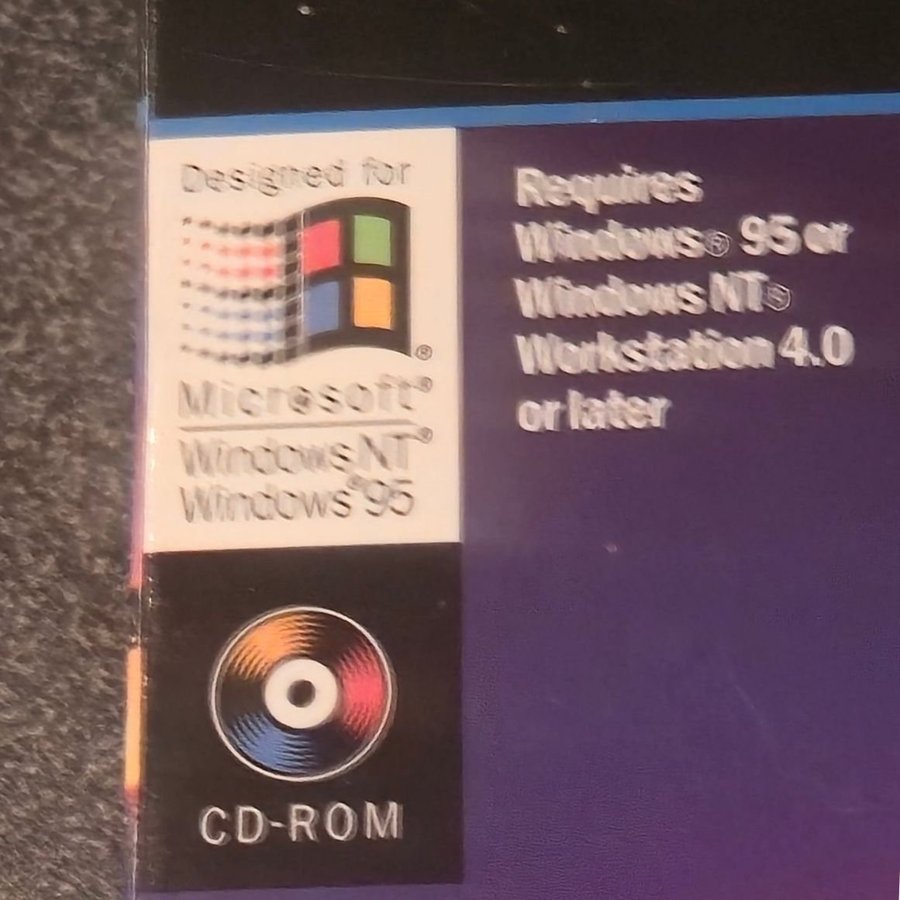 Designed for
Microsoft®
Windows NT®
Windows®95
CD-ROM
Requires
Windows® 95 or
Windows NT®
Workstation 4.0
or later